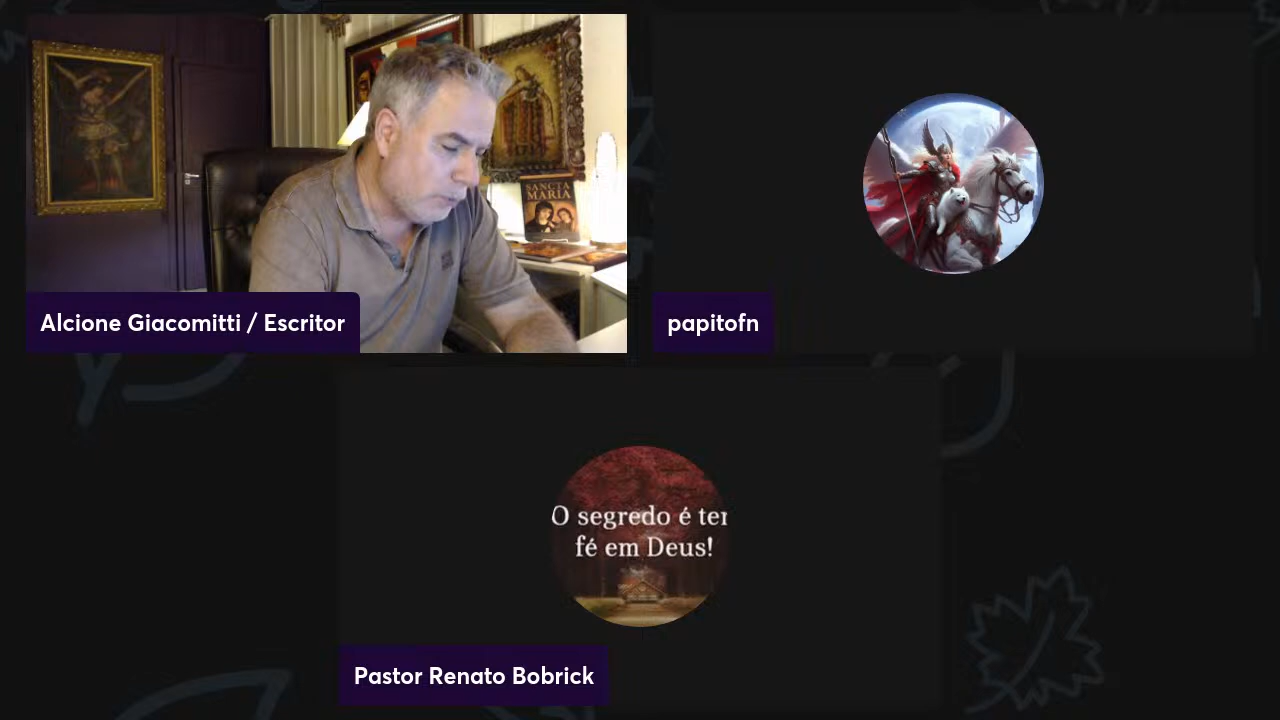 SANCTA
MARIA
Alcione Giacomitti / Escritor
papitofn
O segredo é ter
fé em Deus!
Pastor Renato Bobrick